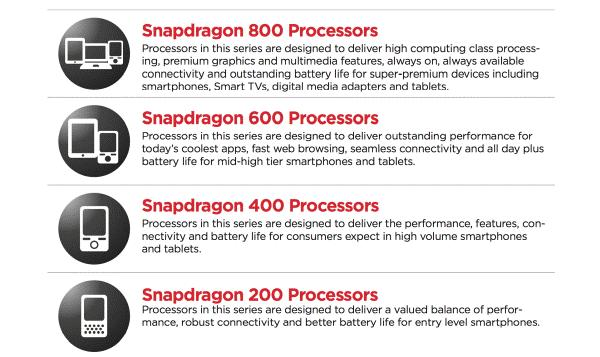 Snapdragon 800 Processors
Processors in this series are designed to deliver high computing class process-
ing, premium graphics and multimedia features, always on, always available
connectivity and outstanding battery life for super-premium devices including
smartphones, Smart TVs, digital media adapters and tablets.
Snapdragon 600 Processors
Processors in this series are designed to deliver outstanding performance for
today's coolest apps, fast web browsing, seamless connectivity and all day plus
battery life for mid-high tier smartphones and tablets.
Snapdragon 400 Processors
Processors in this series are designed to deliver the performance, features, con-
nectivity and battery life for consumers expect in high volume smartphones
and tablets.
Snapdragon 200 Processors
Processors in this series are designed to deliver a valued balance of perfor-
mance, robust connectivity and better battery life for entry level smartphones.